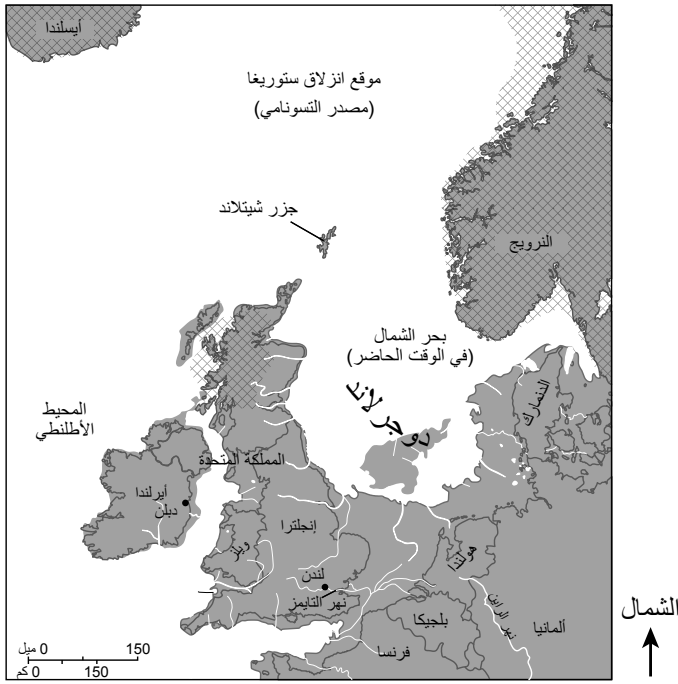 أيسلندا
موقع انزلاق ستوريغا
(مصدر التسونامي)
جزر شيتلاند
النرويج
بحر الشمال
(في الوقت الحاضر)
دوجرلاند
الدنمارك
المحيط
الأطلنطي
المملكة المتحدة
أيرلندا
دبلن
إنجلترا
ويلز
هولندا
لندن
نهر التايمز
نهر الراين
بلجيكا
ألمانيا
فرنسا
الشمال
0 150 ميل
0 150 كم